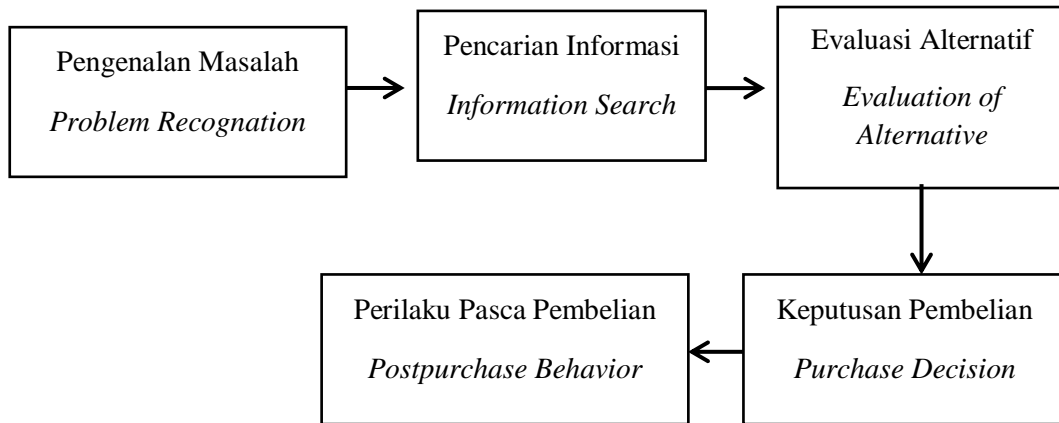 Pengenalan Masalah
Problem Recognation
Pencarian Informasi
Information Search
Evaluasi Alternatif
Evaluation of
Alternative
Keputusan Pembelian
Purchase Decision
Perilaku Pasca Pembelian
Postpurchase Behavior